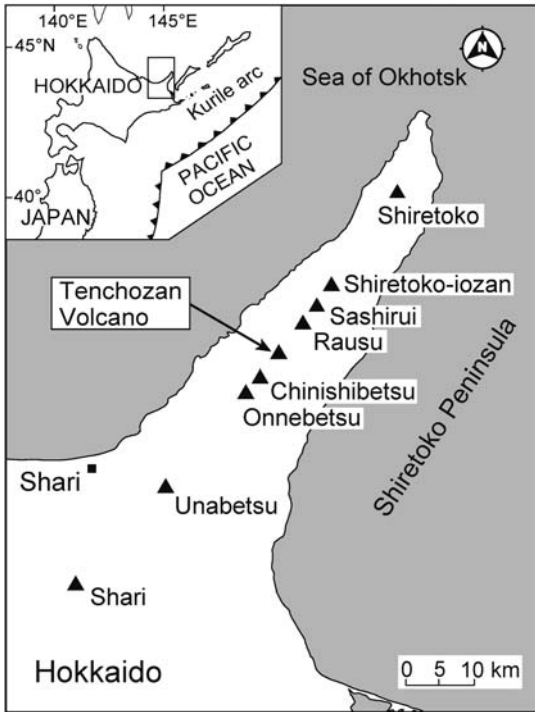 140°E
145°E
45°N
HOKKAIDO
Kurile arc
PACIFIC
OCEAN
40°
JAPAN
N
Sea of Okhotsk
Shiretoko
Shiretoko-iozan
Tenchozan
Volcano
Sashirui
Rausu
Chinishibetsu
Onnebetsu
Shiretoko Peninsula
Shari
Unabetsu
Shari
Hokkaido
0 5 10 km